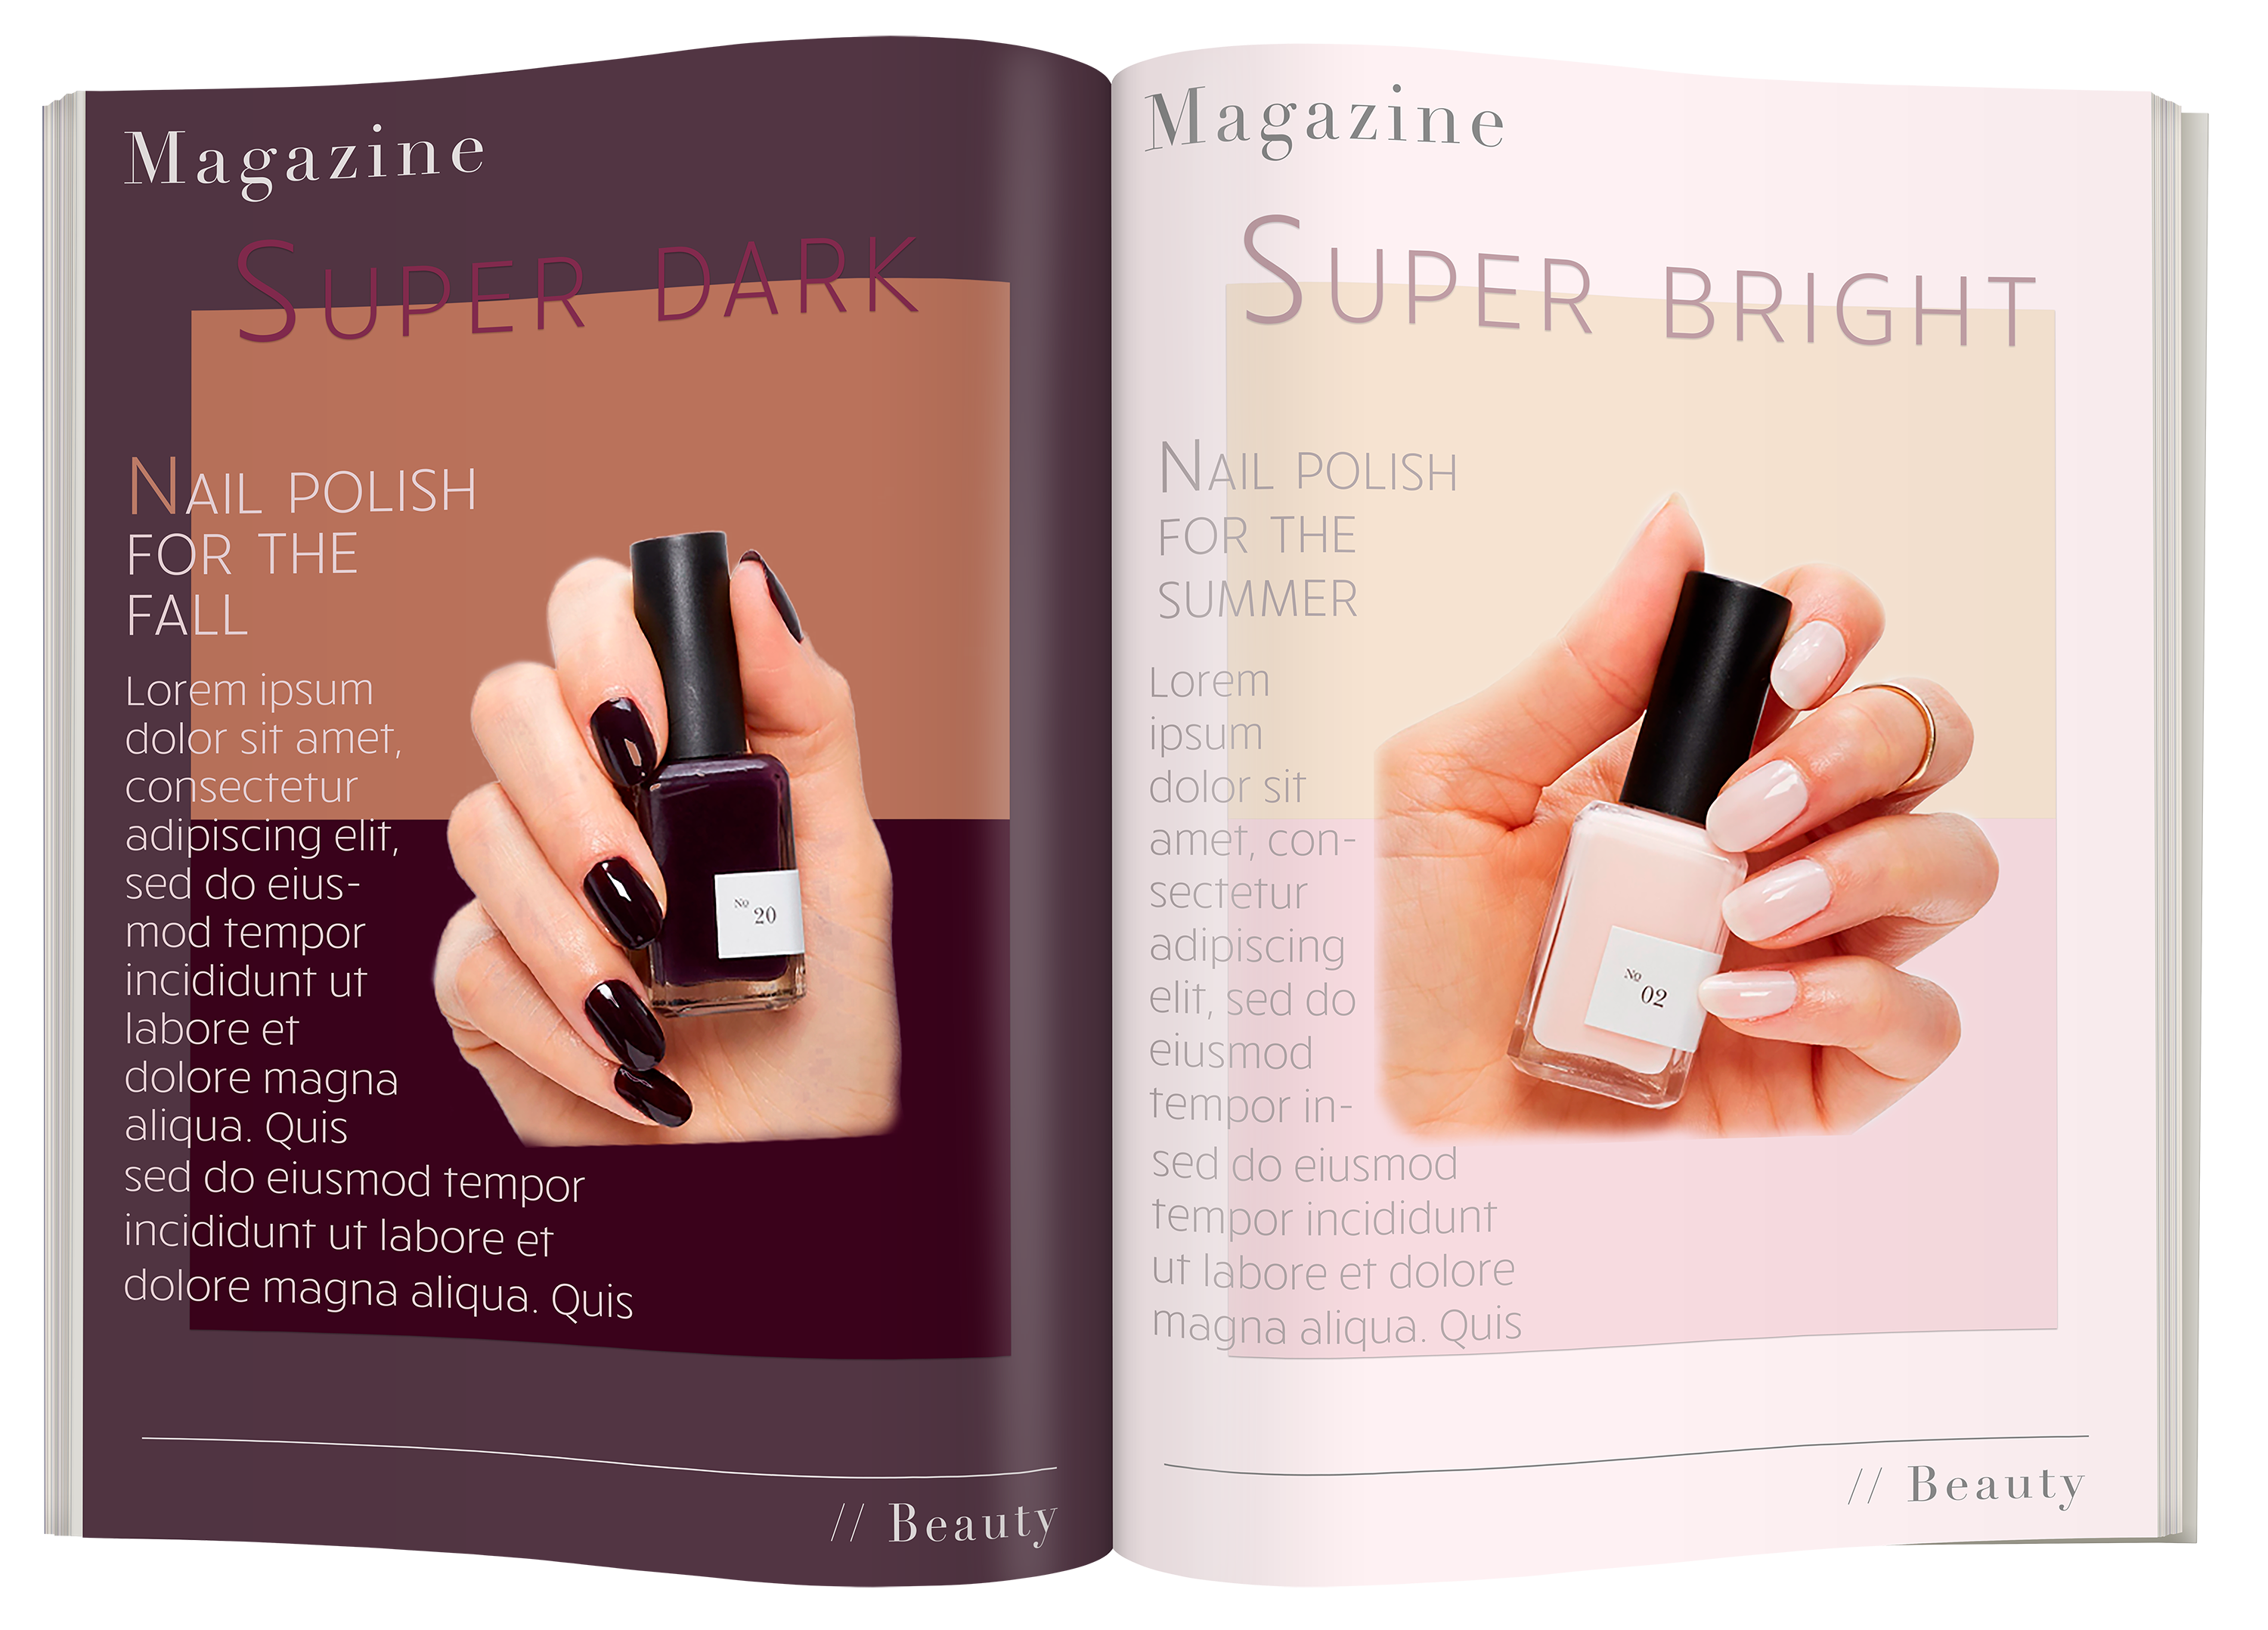 Magazine
SUPER DARK
NAIL POLISH
FOR THE
FALL
Lorem ipsum
dolor sit amet,
consectetur
adipiscing elit,
sed do eius-
mod tempor
incididunt ut
labore et
dolore magna
aliqua. Quis
sed do eiusmod tempor
incididunt ut labore et
dolore magna aliqua. Quis
Nº
20
// Beauty
Magazine
SUPER BRIGHT
NAIL POLISH
FOR THE
SUMMER
Lorem
ipsum
dolor sit
amet, con-
sectetur
adipiscing
elit, sed do
eiusmod
tempor in-
sed do eiusmod
tempor incididunt
ut labore et dolore
magna aliqua. Quis
Nº
02
// Beauty